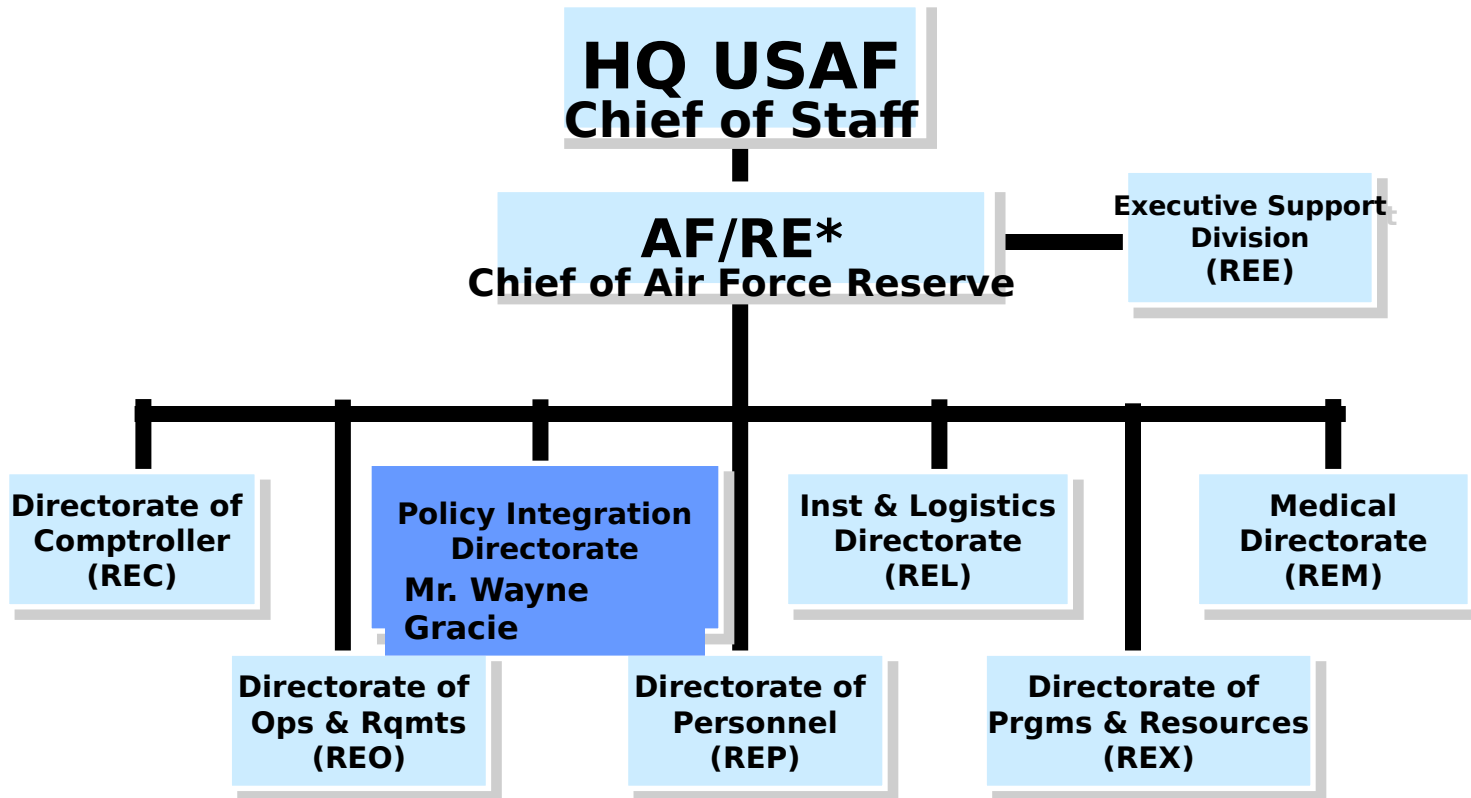 HQ USAF
Chief of Staff
AF/RE*
Chief of Air Force Reserve
Executive Support
Division
(REE)
Directorate of
Comptroller
(REC)
Policy Integration
Directorate
Mr. Wayne
Gracie
Inst & Logistics
Directorate
(REL)
Medical
Directorate
(REM)
Directorate of
Ops & Rqmts
(REO)
Directorate of
Personnel
(REP)
Directorate of
Prgms & Resources
(REX)